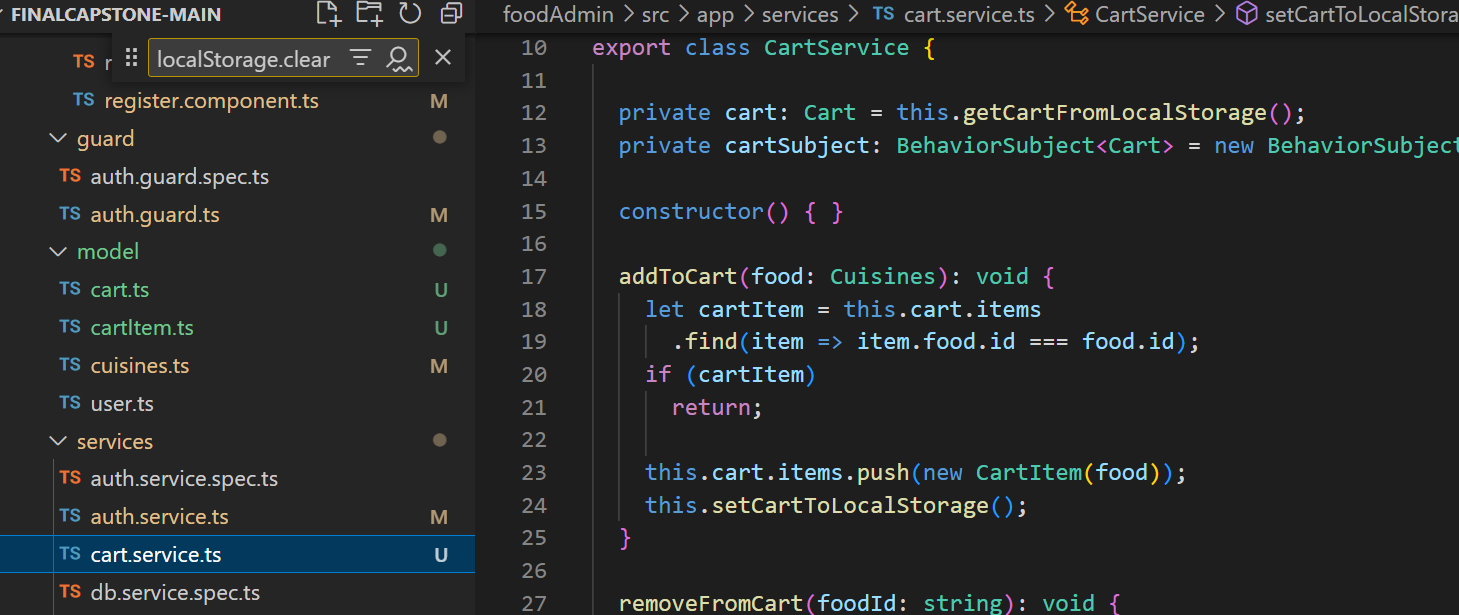 FINALCAPSTONE-MAIN
foodAdmin > src > app > services > TS cart.service.ts > CartService > setCartToLocalStora
localStorage.clear
TS r
TS register.component.ts M
guard
TS auth.guard.spec.ts
TS auth.guard.ts M
model
TS cart.ts U
TS cartItem.ts U
TS cuisines.ts M
TS user.ts
services
TS auth.service.spec.ts
TS auth.service.ts M
TS cart.service.ts U
TS db.service.spec.ts
10 export class CartService {
11
12 private cart: Cart = this.getCartFromLocalStorage();
13 private cartSubject: BehaviorSubject<Cart> = new BehaviorSubject
14
15 constructor() { }
16
17 addToCart(food: Cuisines): void {
18 let cartItem = this.cart.items
19 .find(item => item.food.id === food.id);
20 if (cartItem)
21 return;
22
23 this.cart.items.push(new CartItem(food));
24 this.setCartToLocalStorage();
25 }
26
27 removeFromCart(foodId: string): void {